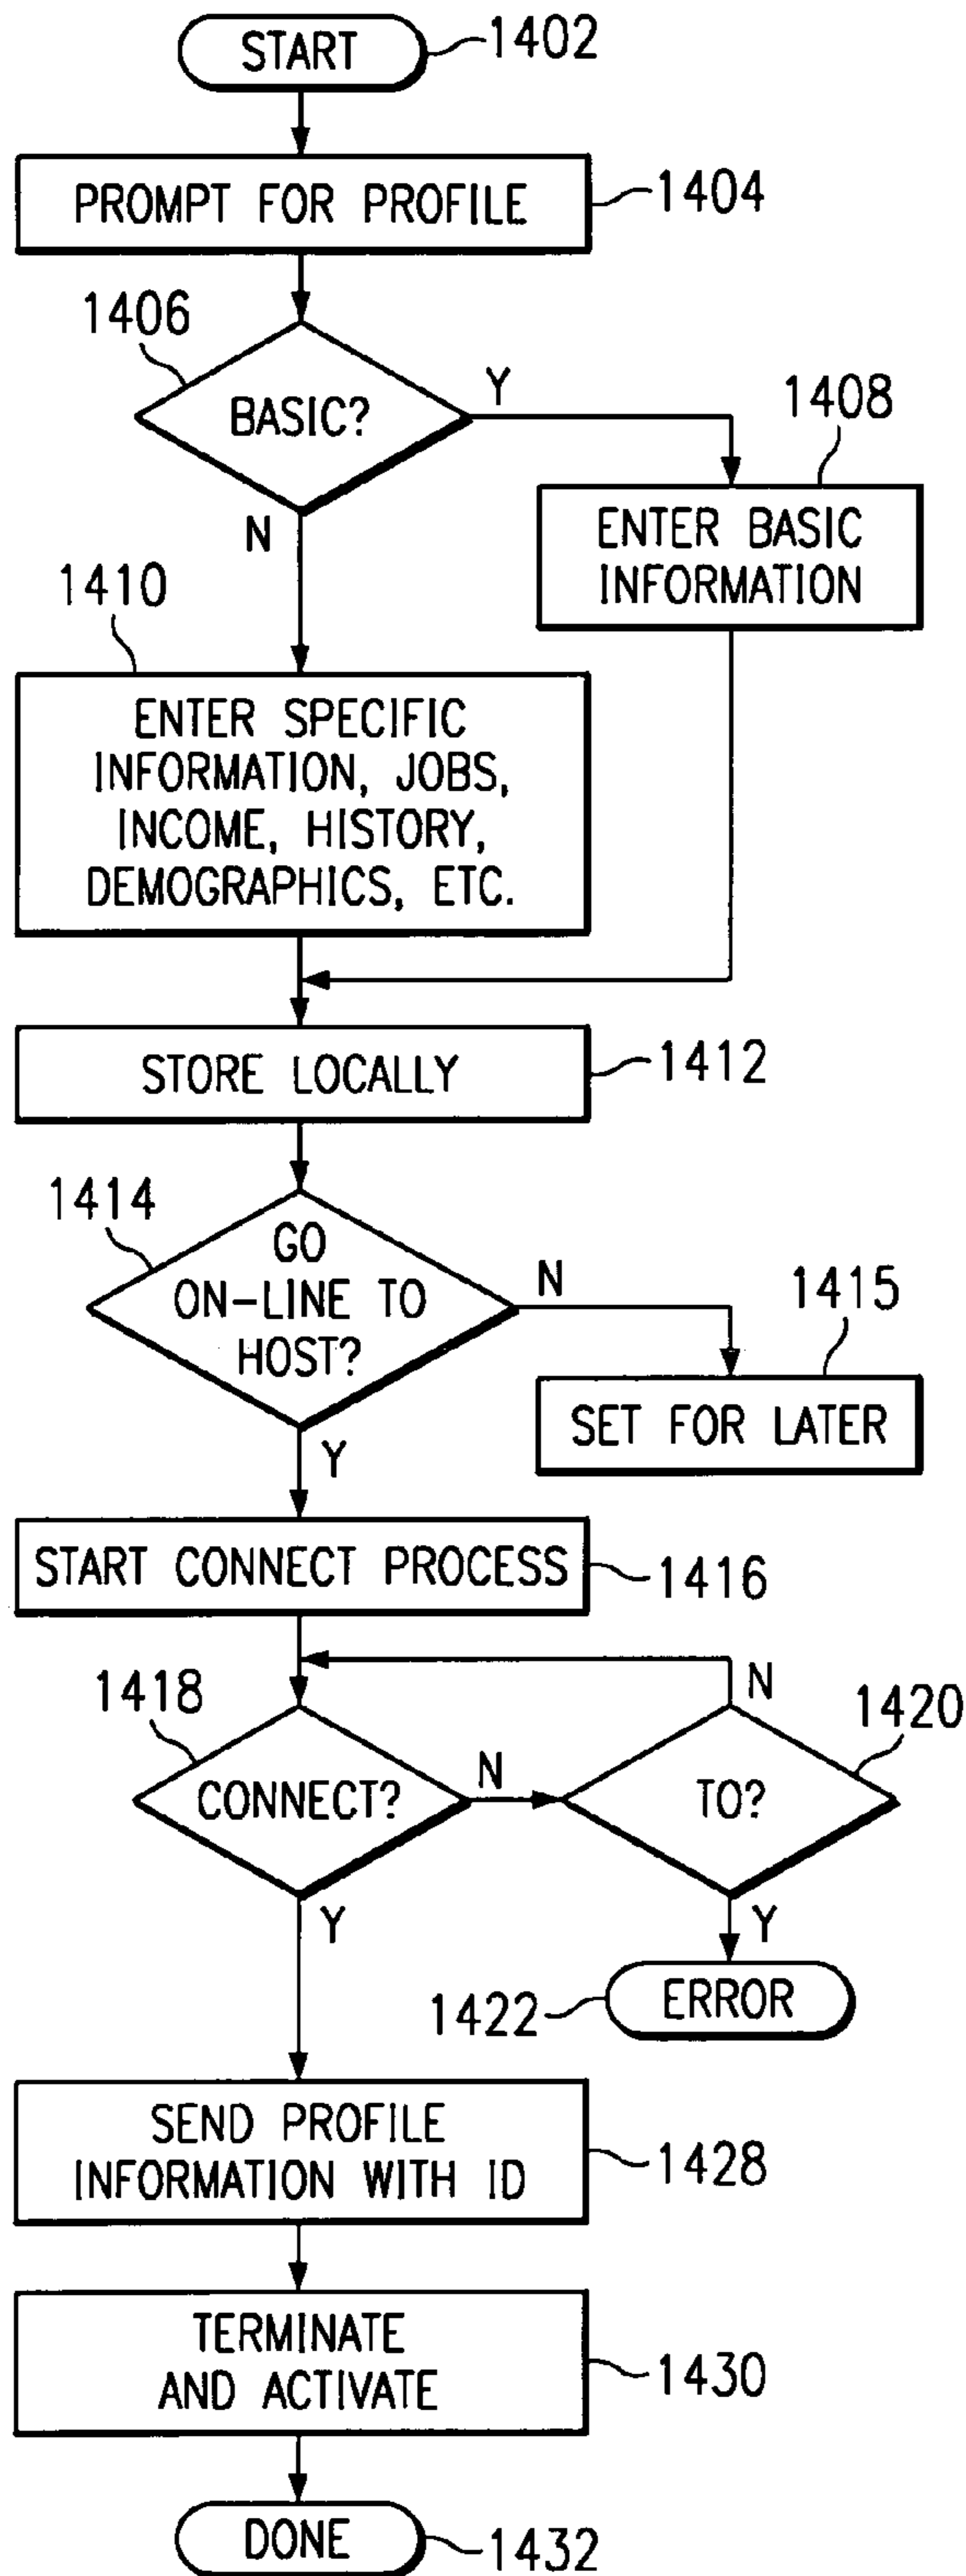 START
1402
PROMPT FOR PROFILE
1404
1406
BASIC?
Y
N
1408
ENTER BASIC
INFORMATION
1410
ENTER SPECIFIC
INFORMATION, JOBS,
INCOME, HISTORY,
DEMOGRAPHICS, ETC.
STORE LOCALLY
1412
1414
GO
ON-LINE TO
HOST?
N
Y
1415
SET FOR LATER
START CONNECT PROCESS
1416
1418
CONNECT?
N
Y
N
1420
TO?
Y
1422
ERROR
SEND PROFILE
INFORMATION WITH ID
1428
TERMINATE
AND ACTIVATE
1430
DONE
1432